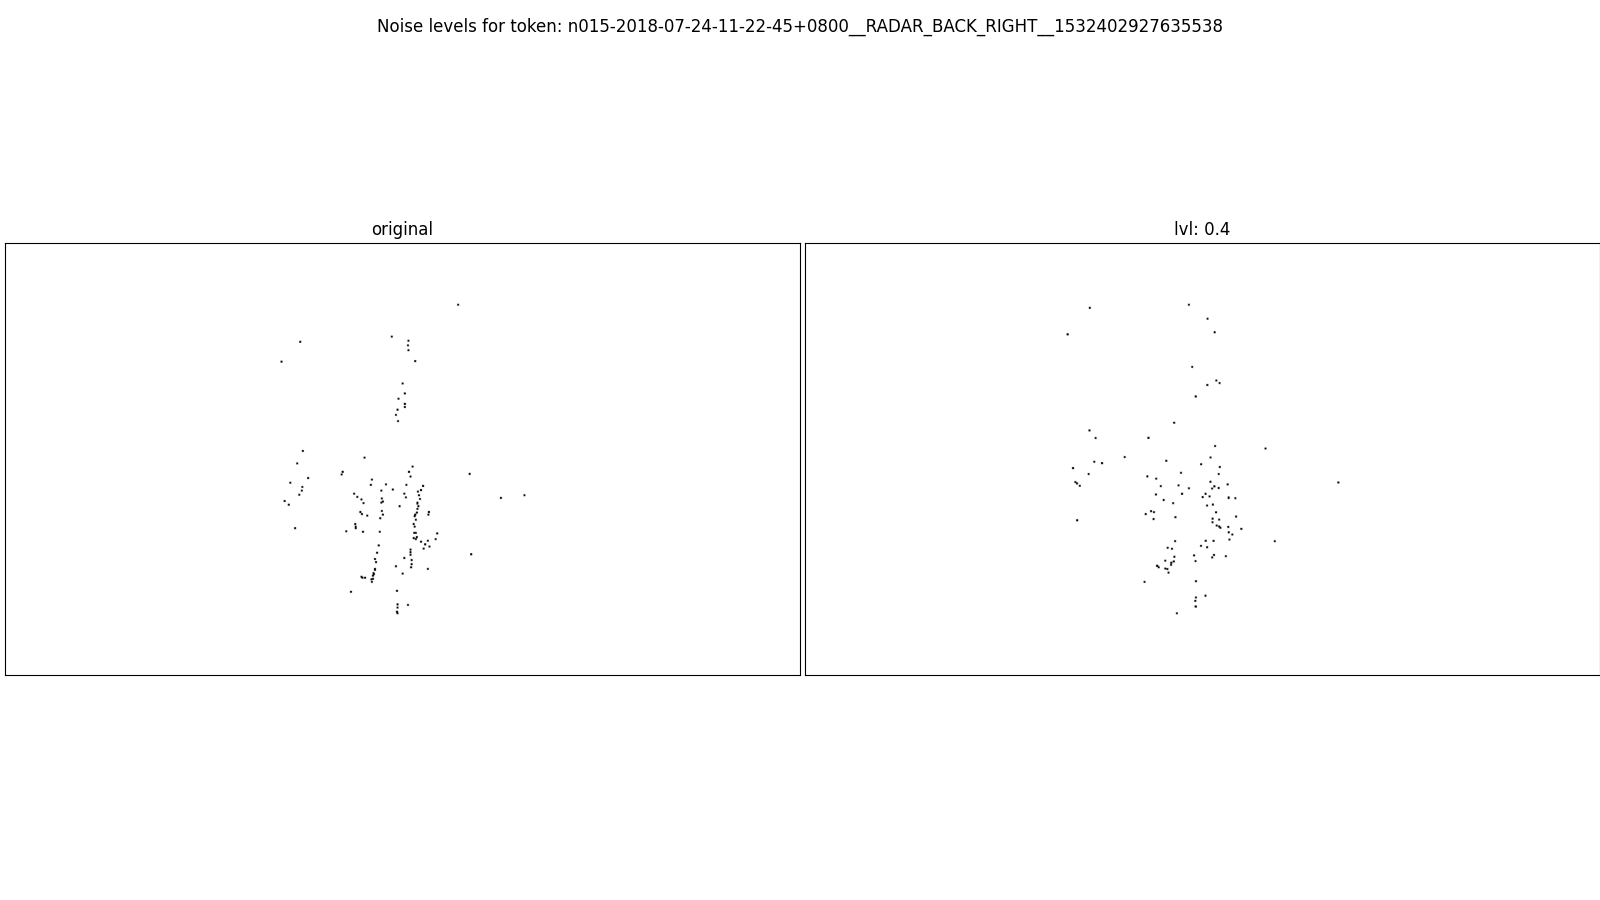 Noise levels for token: n015-2018-07-24-11-22-45+0800__RADAR_BACK_RIGHT__1532402927635538
original
lvl: 0.4